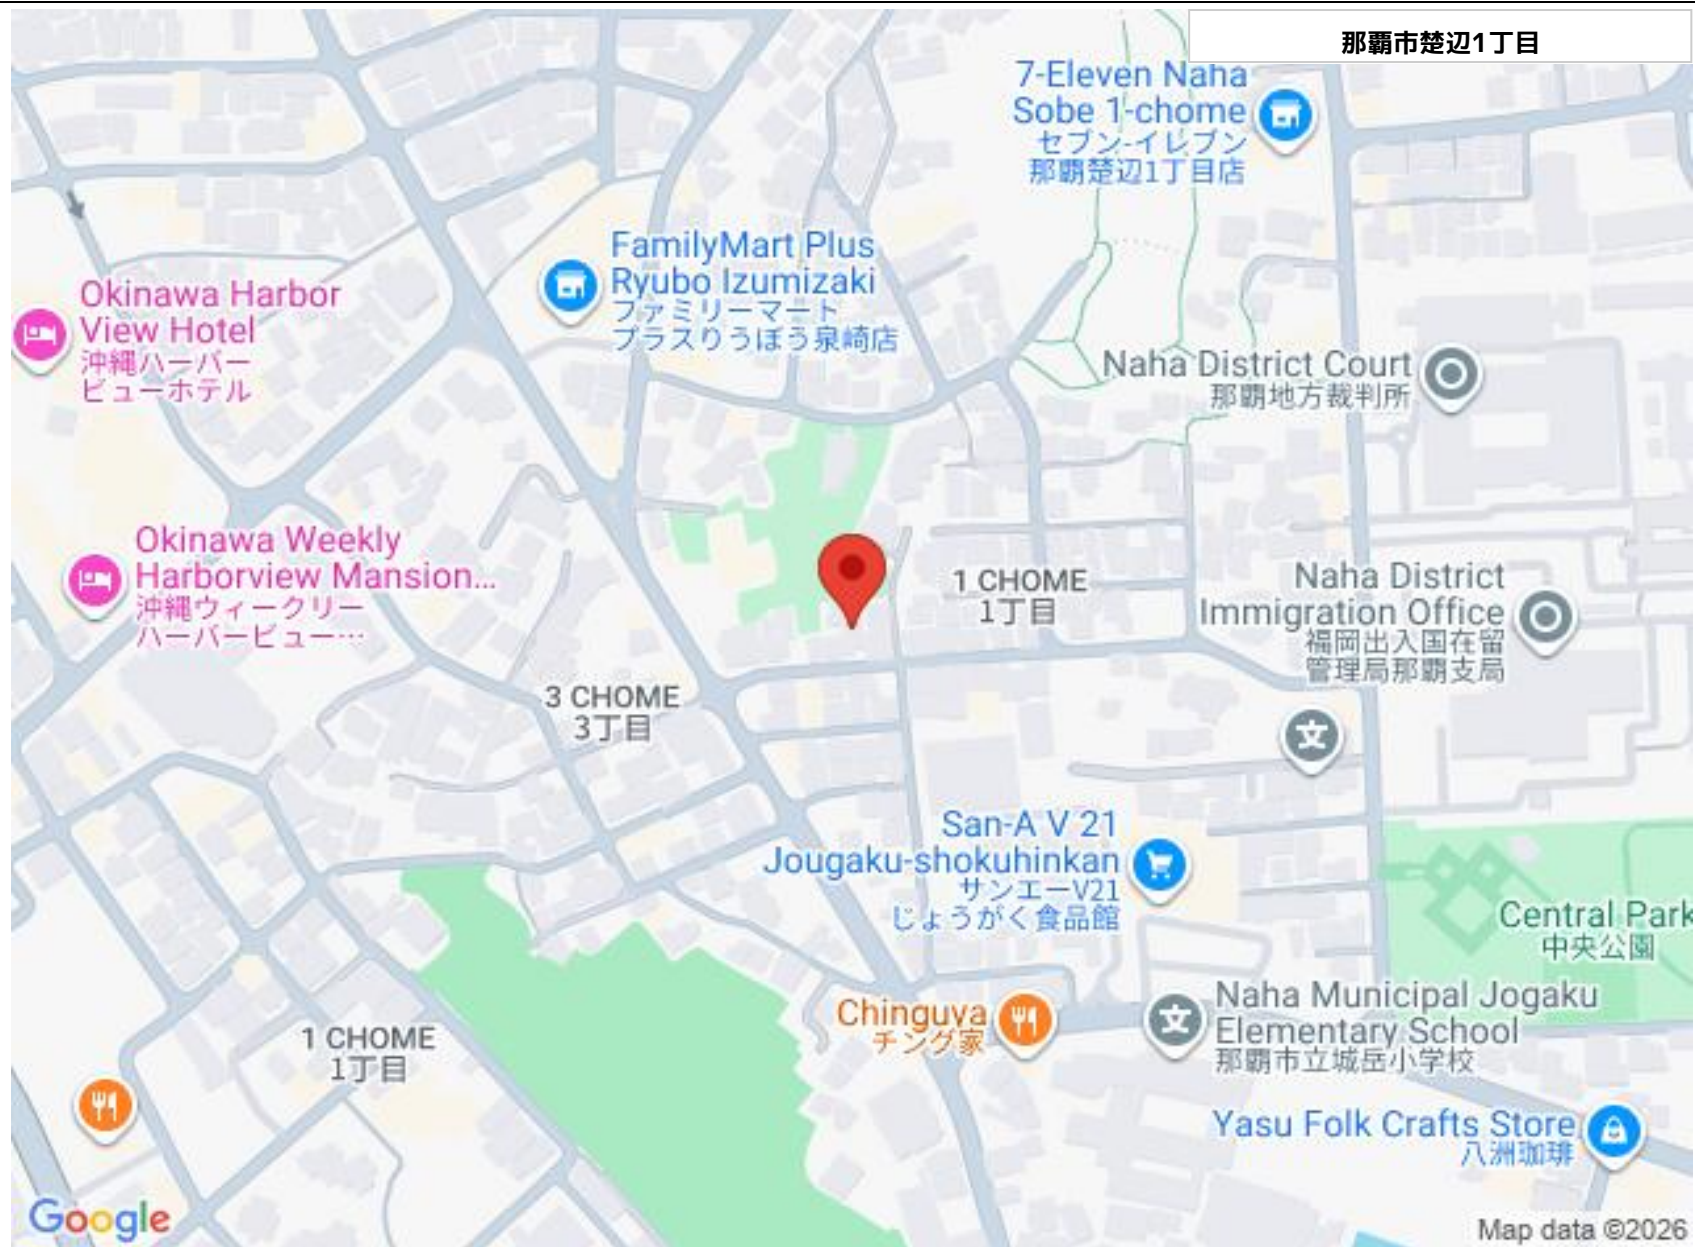 那覇市楚辺1丁目
7-Eleven Naha
Sobe 1-chome
セブン-イレブン
那覇楚辺1丁目店
FamilyMart Plus
Ryubo Izumizaki
ファミリーマート
プラスりうぼう泉崎店
Okinawa Harbor
View Hotel
沖縄ハーバー
ビューホテル
Naha District Court
那覇地方裁判所
Okinawa Weekly
Harborview Mansion...
沖縄ウィークリー
ハーバービュー…
1 CHOME
1丁目
Naha District
Immigration Office
福岡出入国在留
管理局那覇支局
3 CHOME
3丁目
文
San-A V 21
Jougaku-shokuhinkan
サンエーV21
じょうがく食品館
Central Park
中央公園
Chinguya
チング家
文
Naha Municipal Jogaku
Elementary School
那覇市立城岳小学校
1 CHOME
1丁目
Yasu Folk Crafts Store
八洲珈琲
Google
Map data ©2026